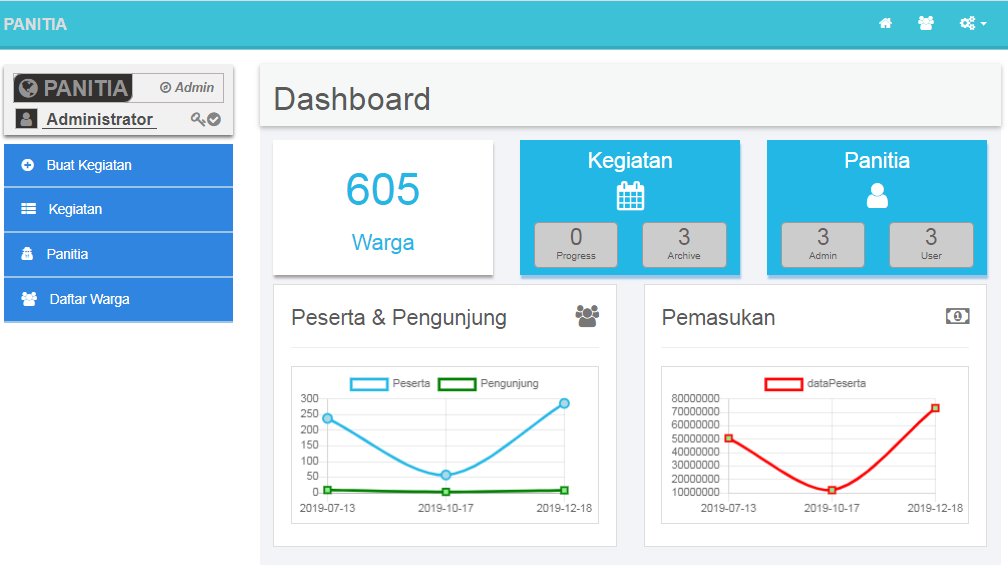 PANITIA
PANITIA Admin
Administrator
Buat Kegiatan
Kegiatan
Panitia
Daftar Warga
Dashboard
605
Warga
Kegiatan
0 3
Progress Archive
Panitia
3 3
Admin User
Peserta & Pengunjung
Peserta Pengunjung
300
250
200
150
100
50
0
2019-07-13 2019-10-17 2019-12-18
Pemasukan
1
dataPeserta
80000000
70000000
60000000
50000000
40000000
30000000
20000000
10000000
2019-07-13 2019-10-17 2019-12-18